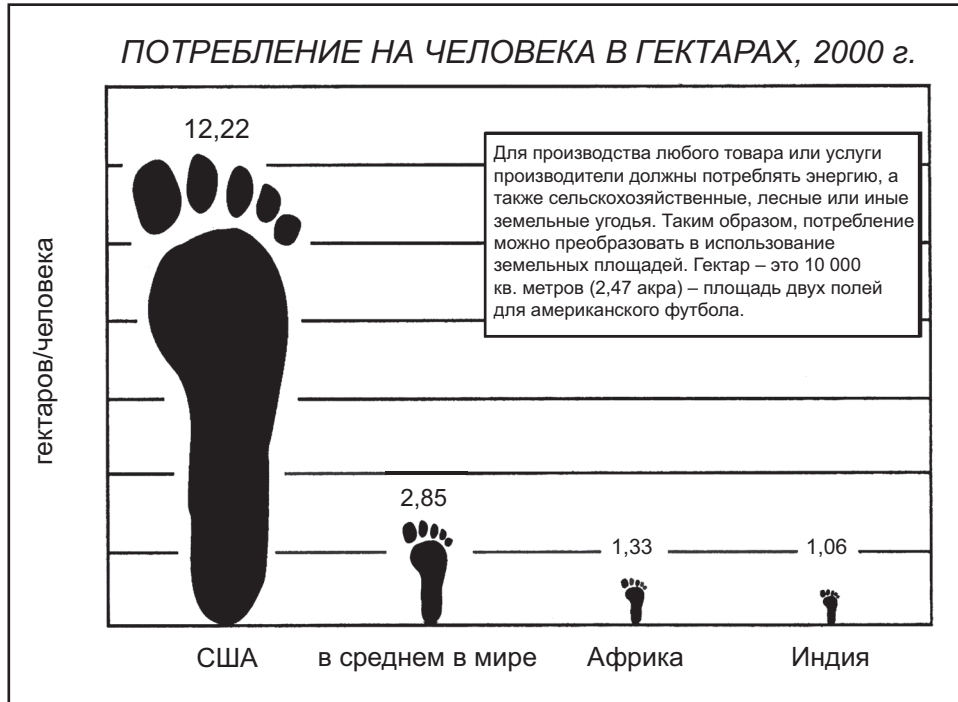 ПОТРЕБЛЕНИЕ НА ЧЕЛОВЕКА В ГЕКТАРАХ, 2000 г.
12,22
Для производства любого товара или услуги
производители должны потреблять энергию, а
также сельскохозяйственные, лесные или иные
земельные угодья. Таким образом, потребление
можно преобразовать в использование
земельных площадей. Гектар – это 10 000
кв. метров (2,47 акра) – площадь двух полей
для американского футбола.
гектаров/человека
2,85
1,33
1,06
США
в среднем в мире
Африка
Индия